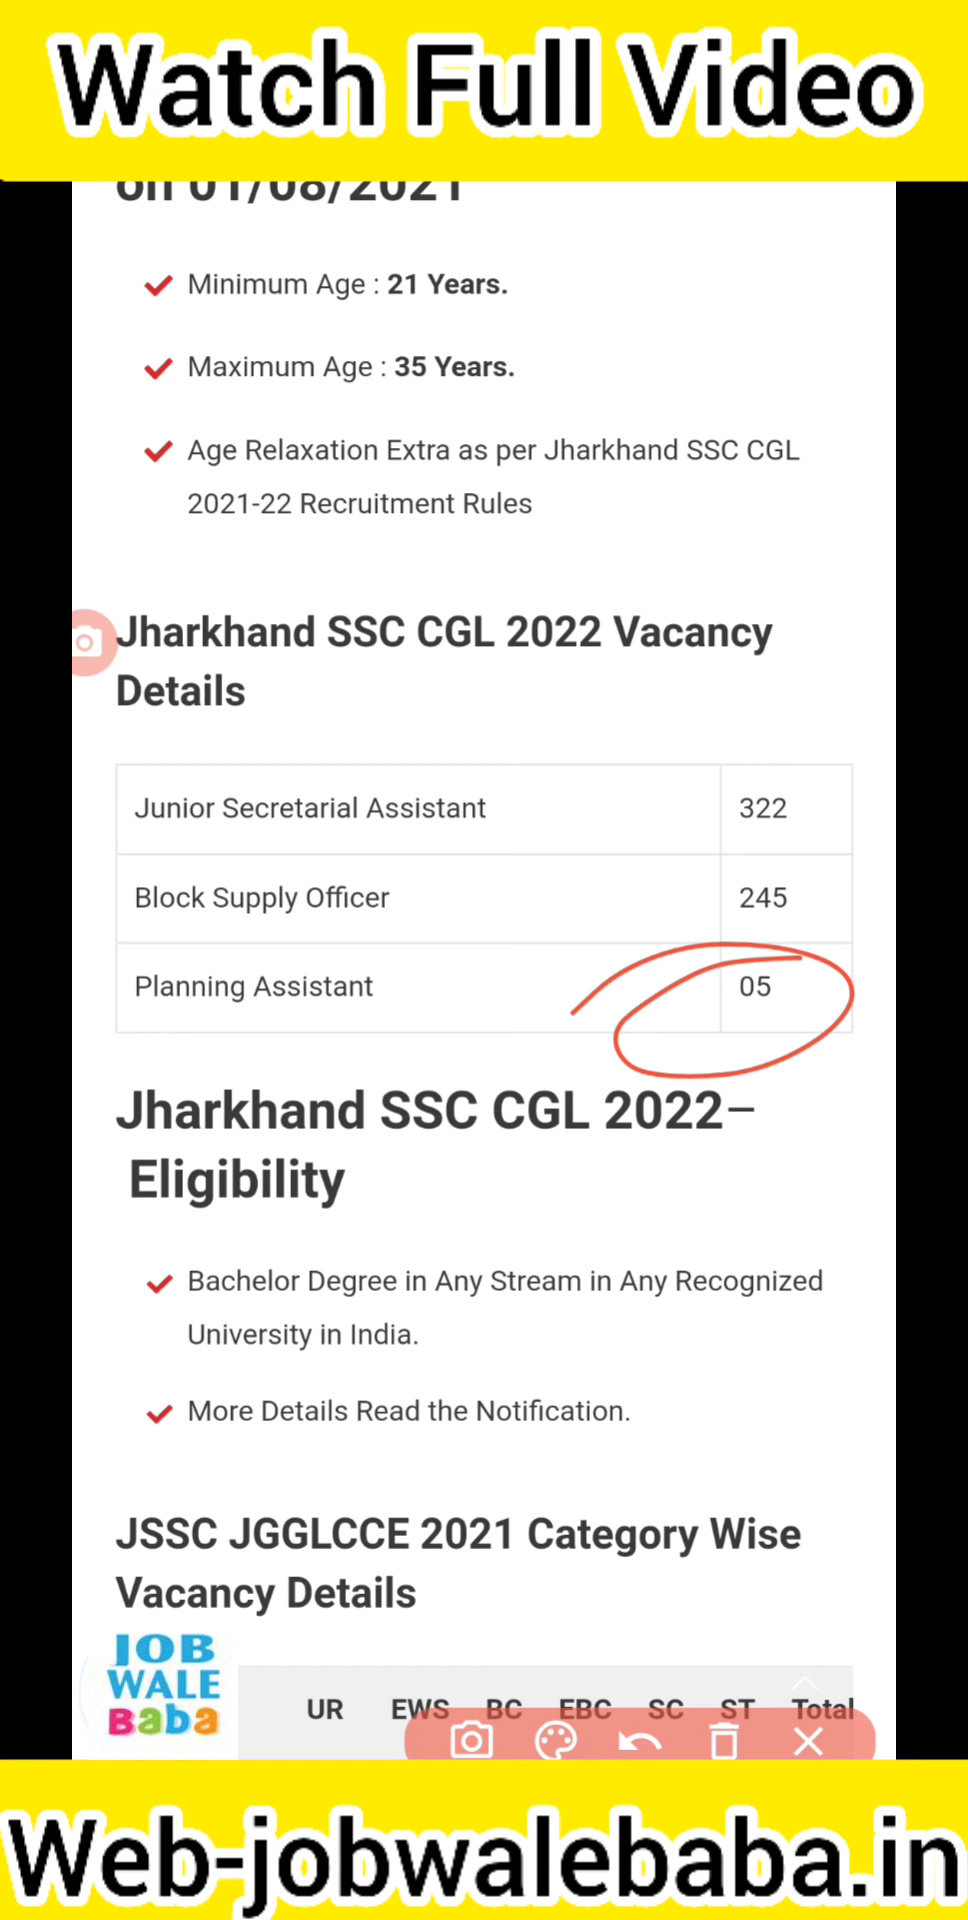 Watch Full Video
on 01/08/2021
Minimum Age : 21 Years.
Maximum Age : 35 Years.
Age Relaxation Extra as per Jharkhand SSC CGL
2021-22 Recruitment Rules
Jharkhand SSC CGL 2022 Vacancy
Details
Junior Secretarial Assistant 322
Block Supply Officer 245
Planning Assistant 05
Jharkhand SSC CGL 2022–
Eligibility
Bachelor Degree in Any Stream in Any Recognized
University in India.
More Details Read the Notification.
JSSC JGGLCCE 2021 Category Wise
Vacancy Details
JOB
WALE
Baba
UR EWS BC EBC SC ST Total
Web-jobwalebaba.in